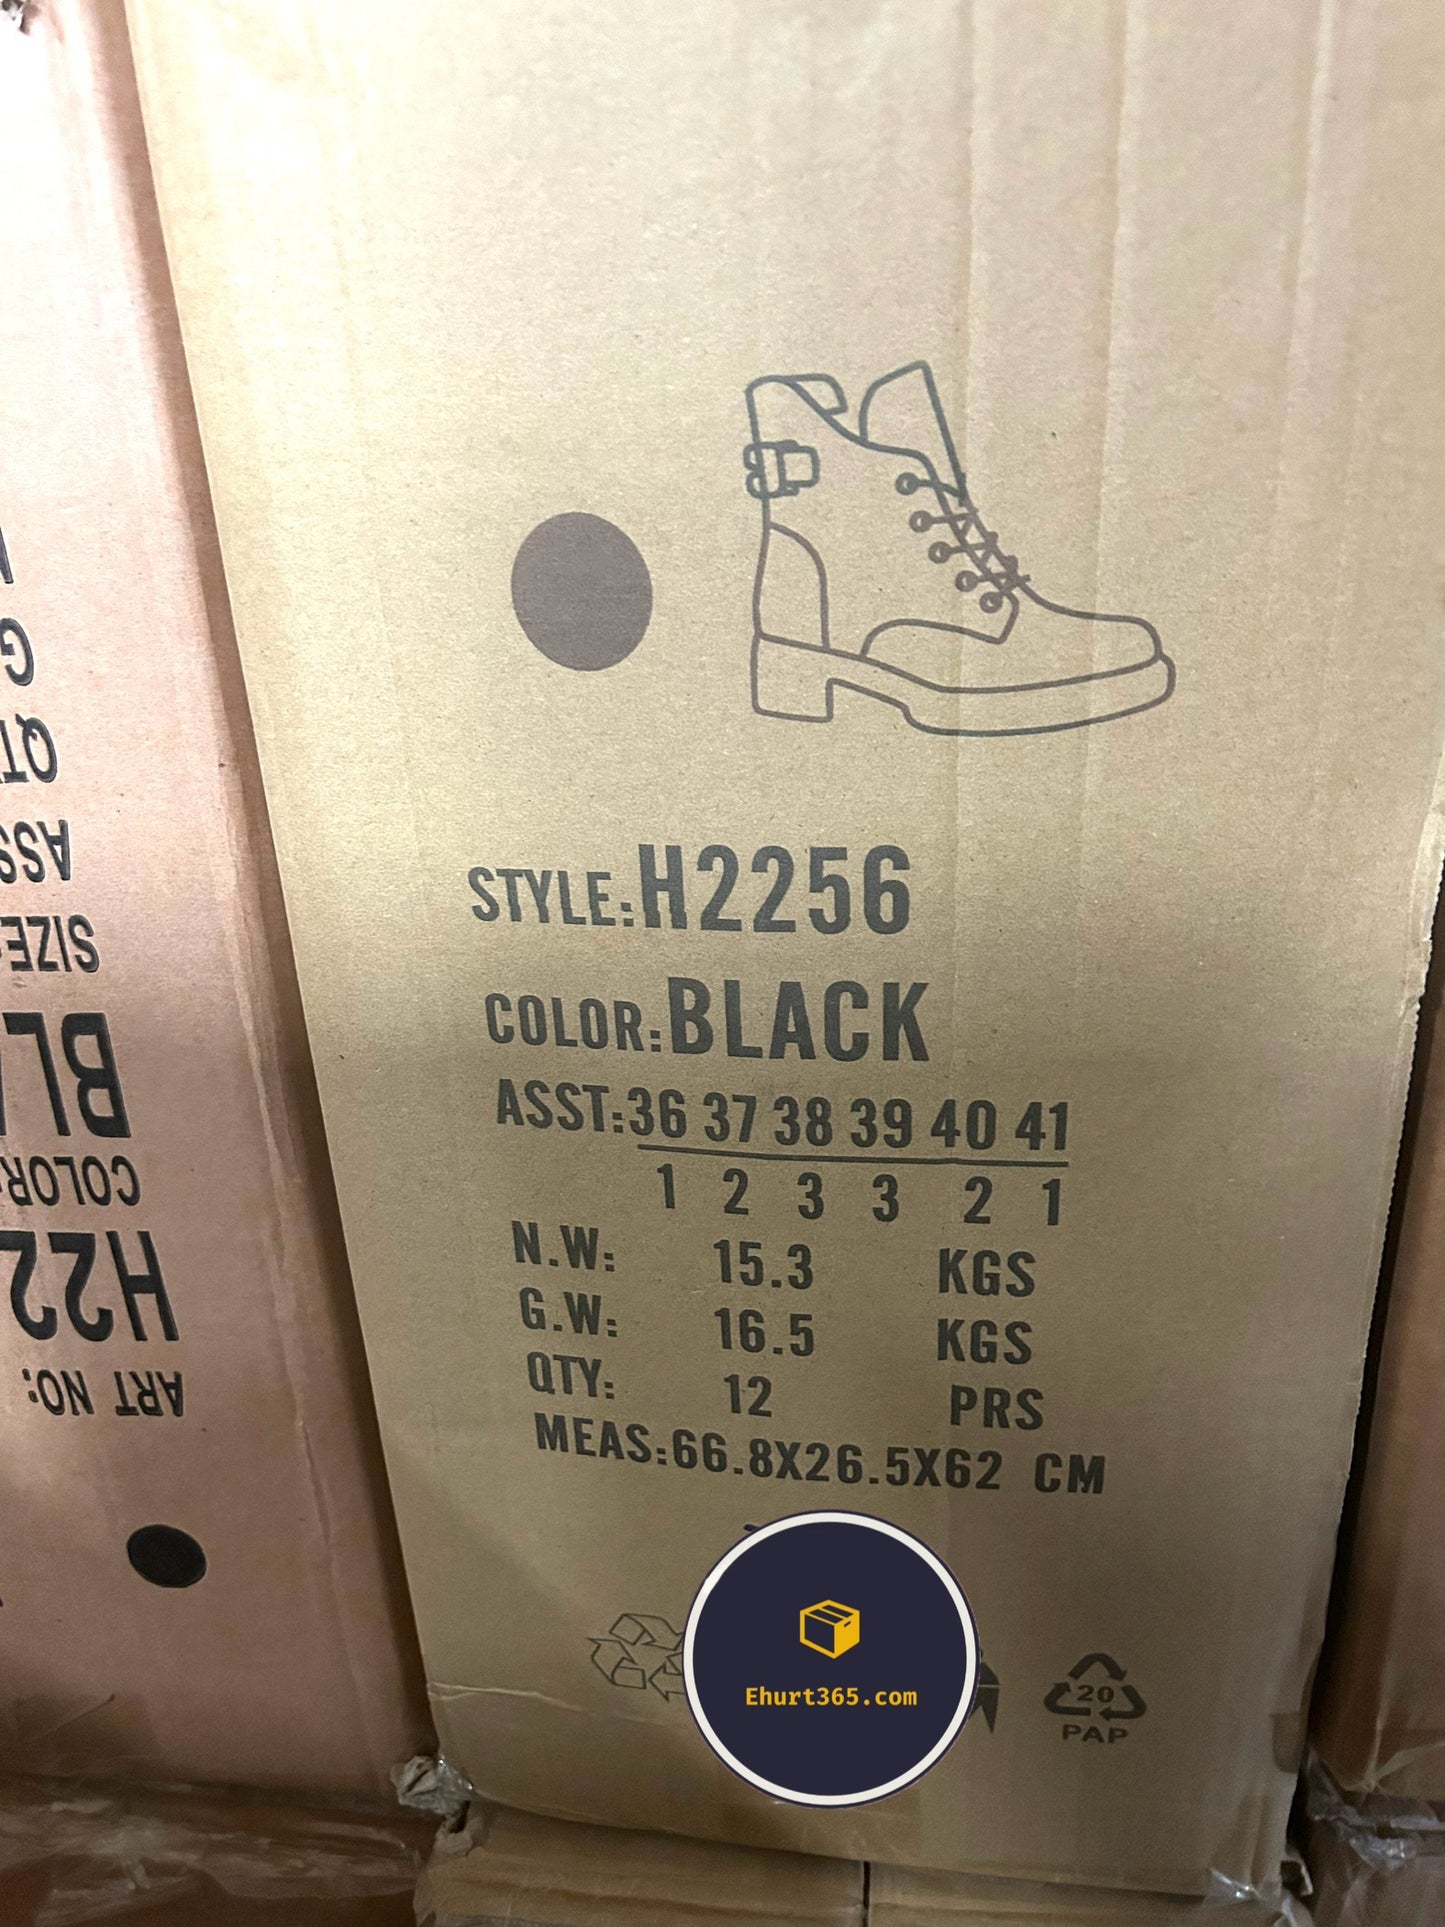 STYLE:H2256
COLOR:BLACK
ASST:36 37 38 39 40 41
1 2 3 3 2 1
N.W: 15.3 KGS
G.W: 16.5 KGS
QTY: 12 PRS
MEAS:66.8X26.5X62 CM
Ehurt365.com
20
PAP
ART NO:
H22
COLOR:
BL
SIZE:
ASS
QT
G